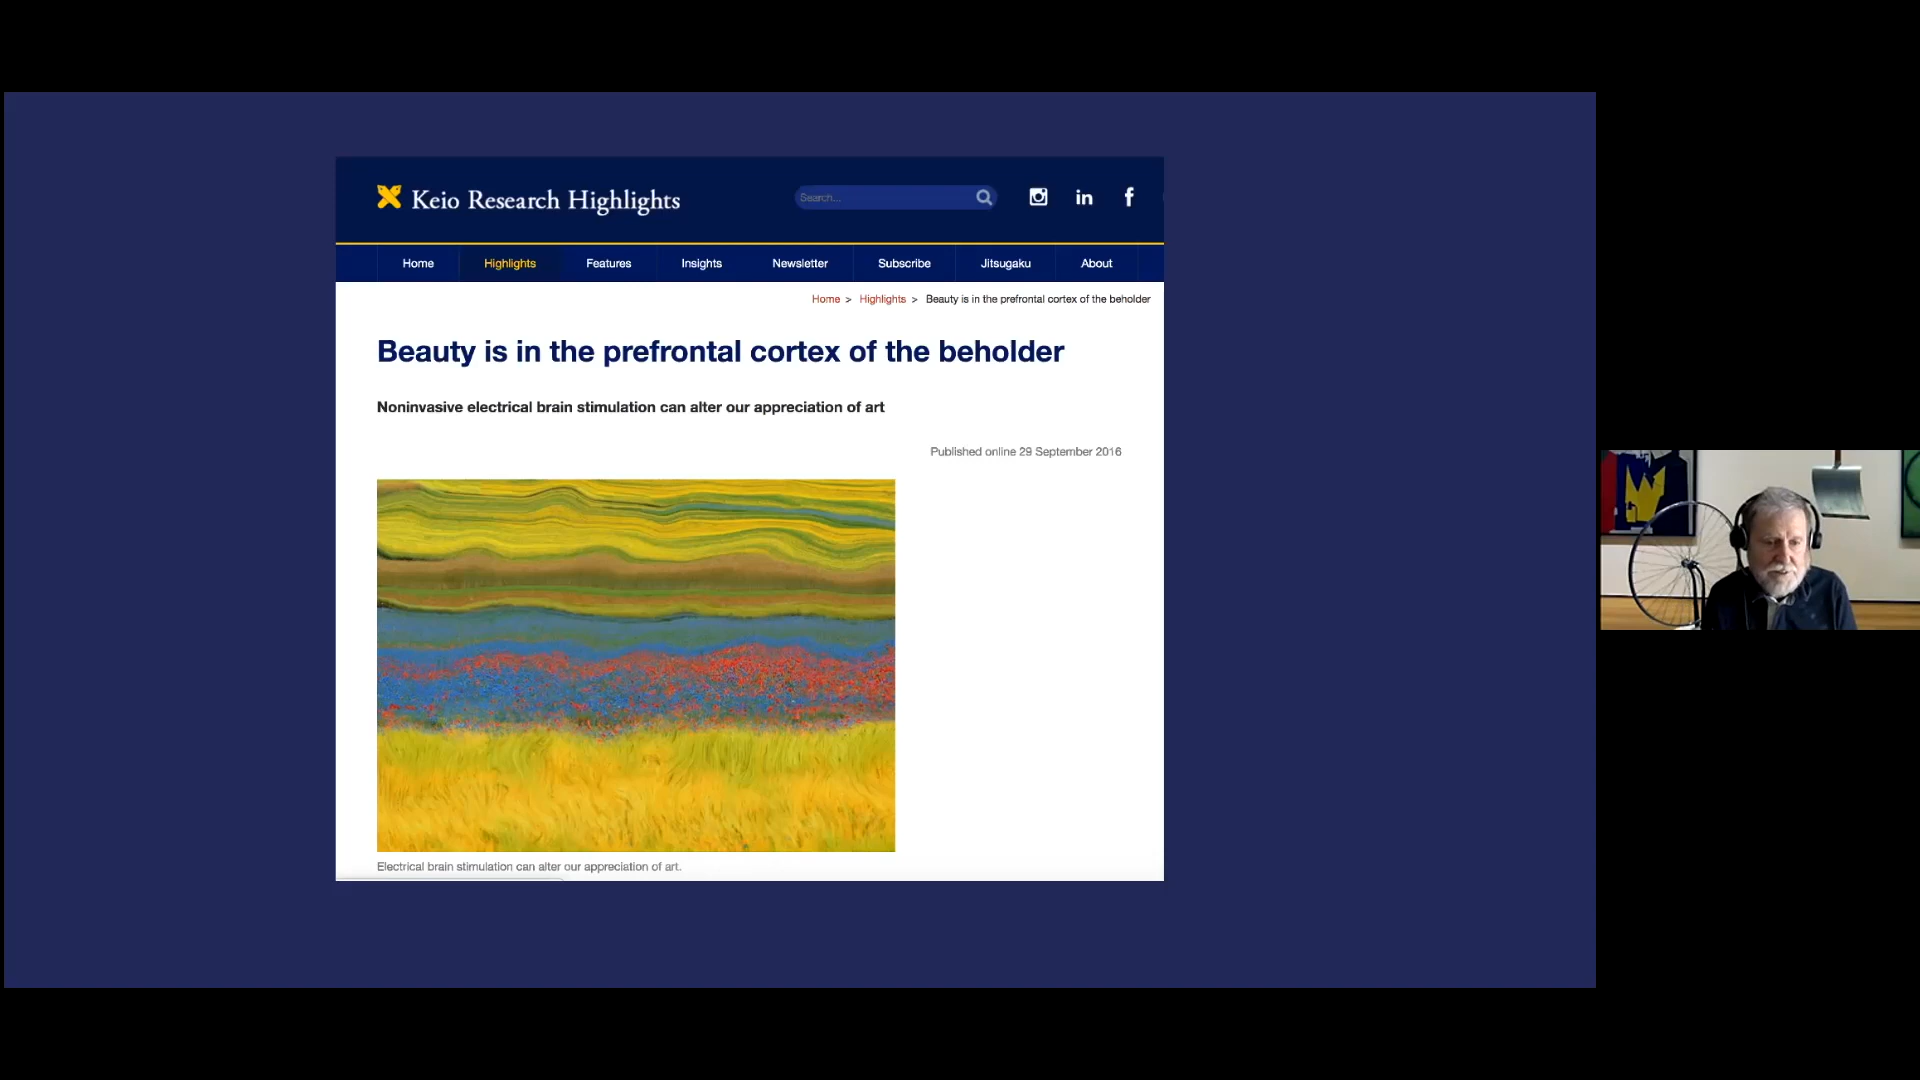 Keio Research Highlights
Search...
Home Highlights Features Insights Newsletter Subscribe Jitsugaku About
Home > Highlights > Beauty is in the prefrontal cortex of the beholder
Beauty is in the prefrontal cortex of the beholder
Noninvasive electrical brain stimulation can alter our appreciation of art
Published online 29 September 2016
Electrical brain stimulation can alter our appreciation of art.